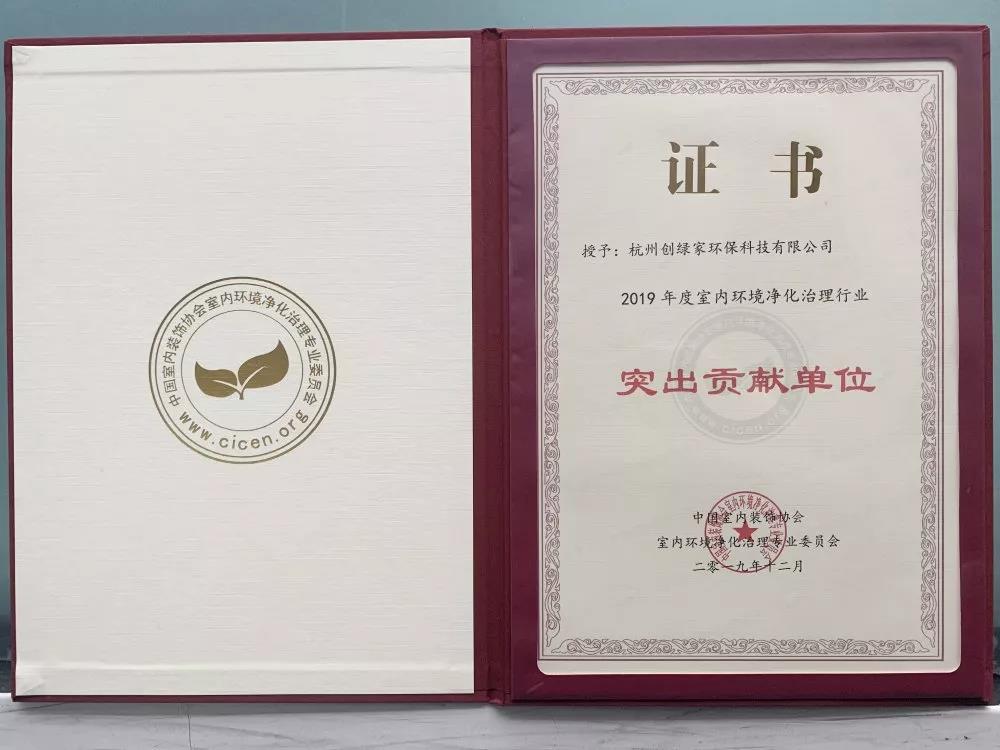 中国室内装饰协会室内环境净化治理专业委员会
www.cicen.org
证 书
授予：杭州创绿家环保科技有限公司
2019 年度室内环境净化治理行业
突出贡献单位
www.cicen.org
中国室内装饰协会
室内环境净化治理专业委员会
二零一九年十二月